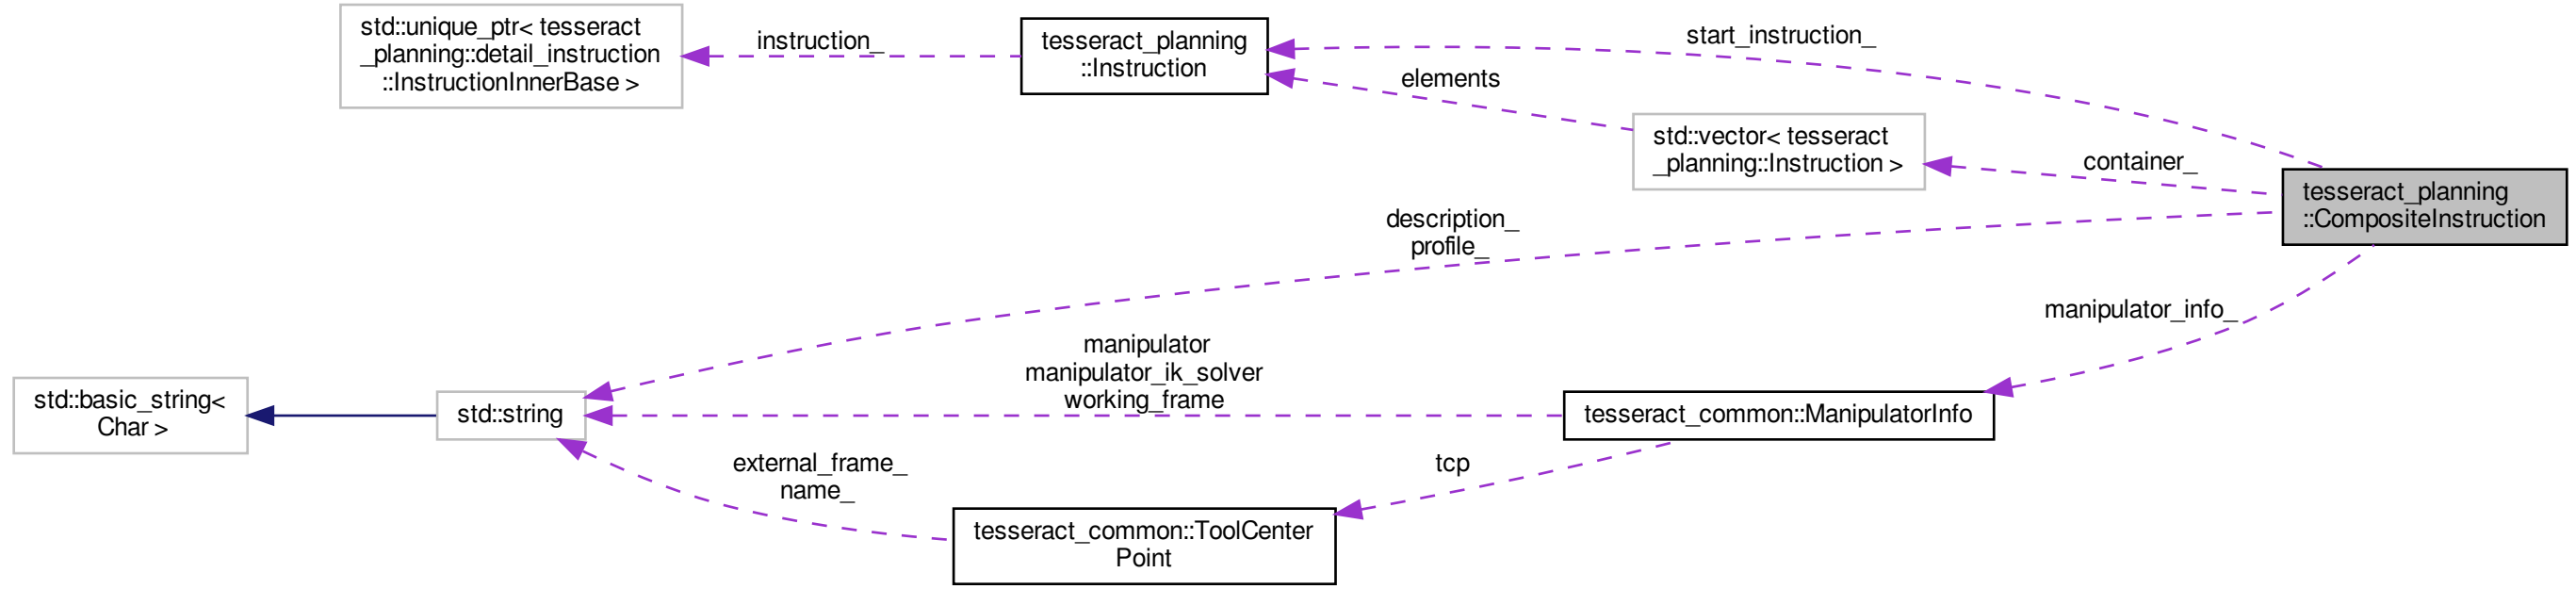 std::unique_ptr< tesseract
_planning::detail_instruction
::InstructionInnerBase >
instruction_
tesseract_planning
::Instruction
start_instruction_
elements
std::vector< tesseract
_planning::Instruction >
container_
tesseract_planning
::CompositeInstruction
description_
profile_
manipulator_info_
manipulator
manipulator_ik_solver
working_frame
std::basic_string<
Char >
std::string
tesseract_common::ManipulatorInfo
external_frame_
name_
tcp
tesseract_common::ToolCenter
Point